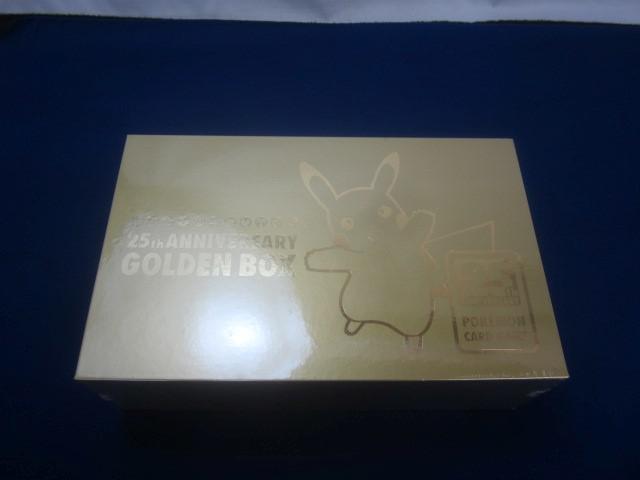 25th ANNIVERSARY
GOLDEN BOX
POKÉMON
CARD GAME